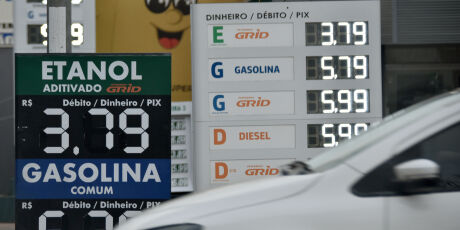 ETANOL
ADITIVADO GRID
R$ Débito / Dinheiro / PIX
3.79
GASOLINA
COMUM
R$ Débito / Dinheiro / PIX
DINHEIRO / DÉBITO / PIX
E GRID 3.79
G GASOLINA 5.79
G GRID 5.99
D DIESEL 5.99
D GRID